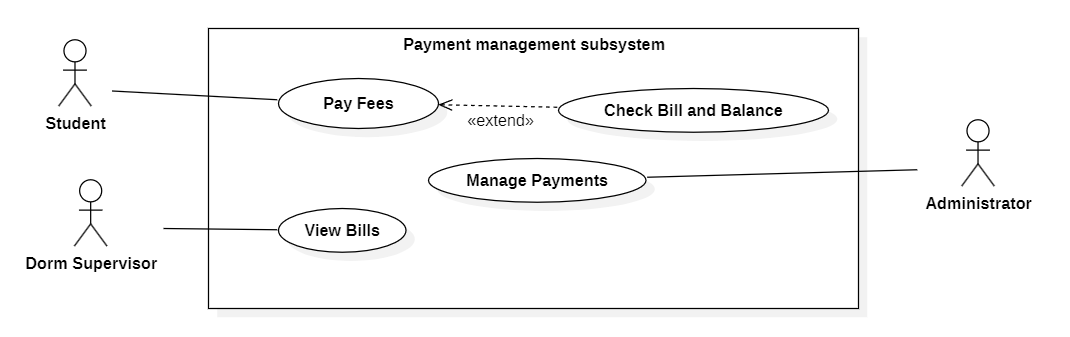 Payment management subsystem
Student
Pay Fees
«extend»
Check Bill and Balance
Manage Payments
Administrator
Dorm Supervisor
View Bills